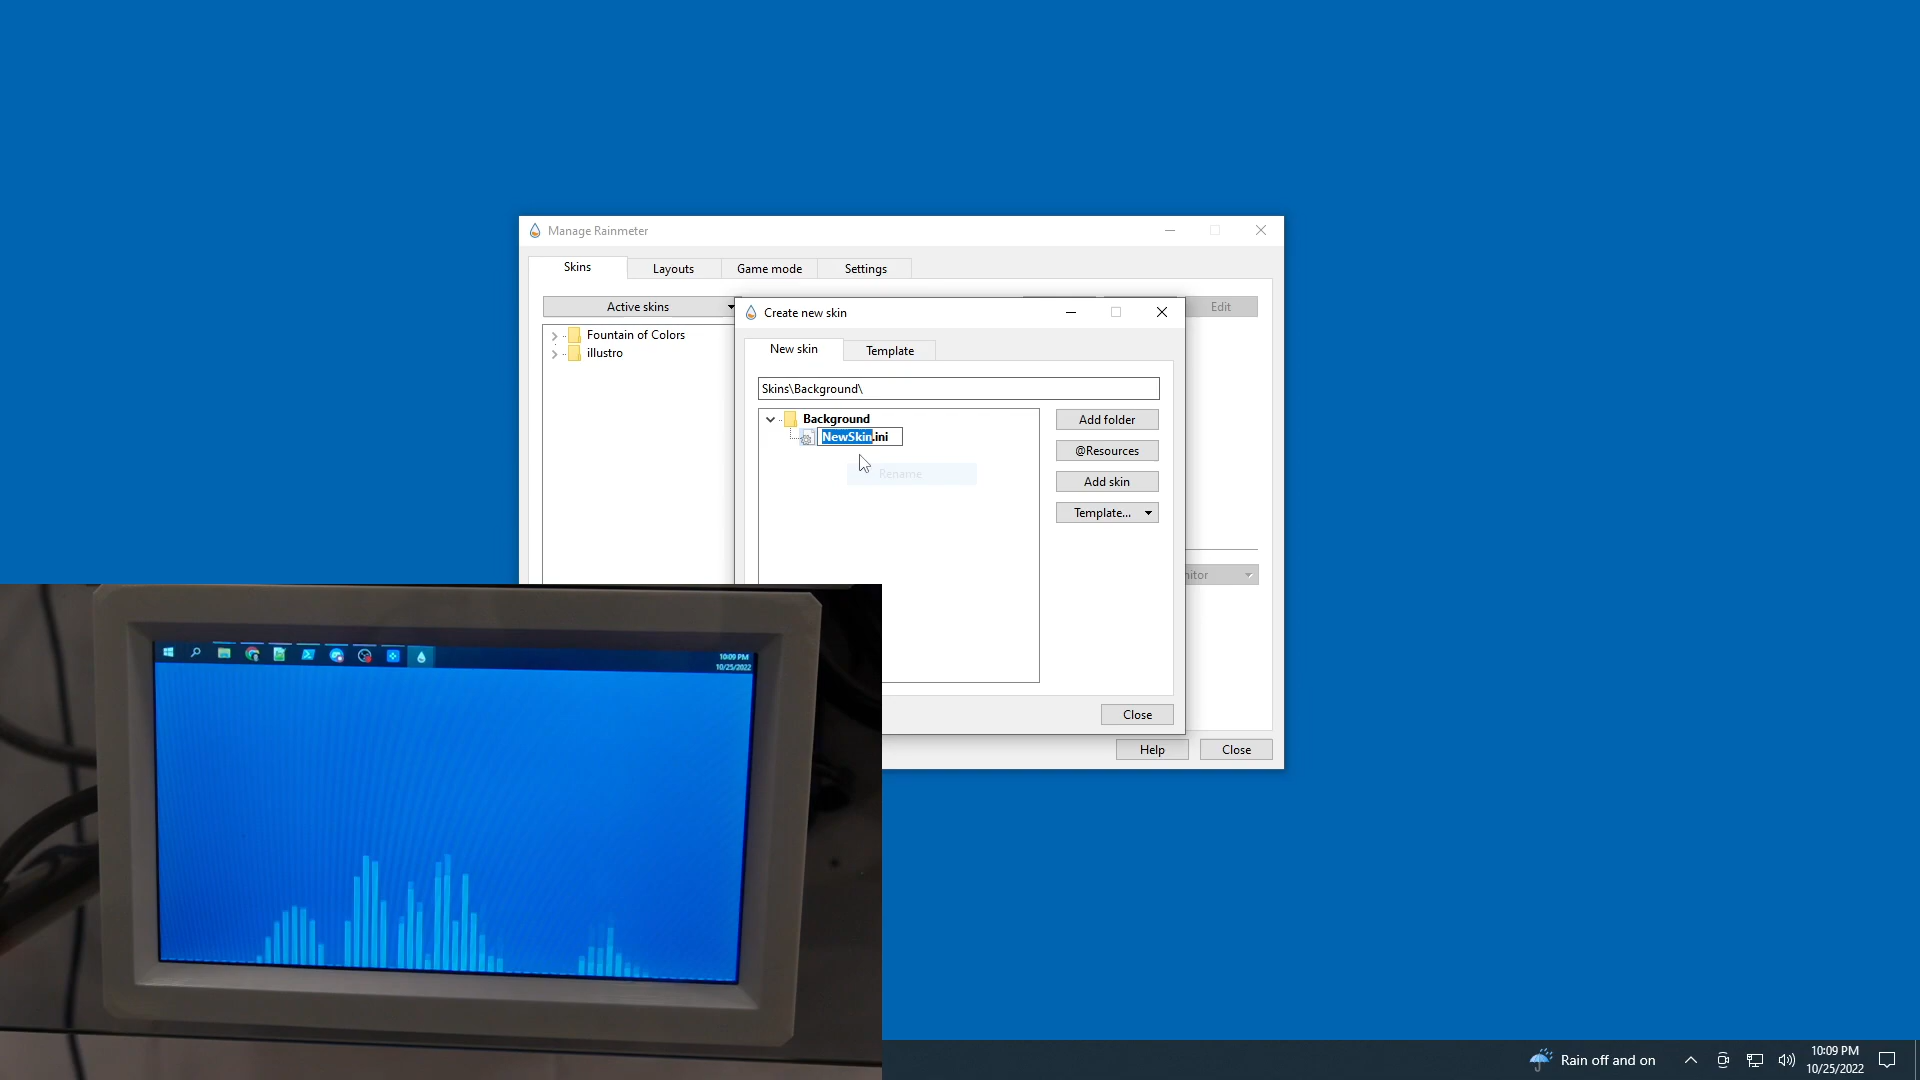 Manage Rainmeter
Skins
Layouts
Game mode
Settings
Active skins
Edit
Fountain of Colors
illustro
Create new skin
New skin
Template
Skins\Background\
Background
NewSkin.ini
Rename
Add folder
@Resources
Add skin
Template...
nitor
Close
Help
Close
10:09 PM
10/25/2022
Rain off and on
10:09 PM
10/25/2022